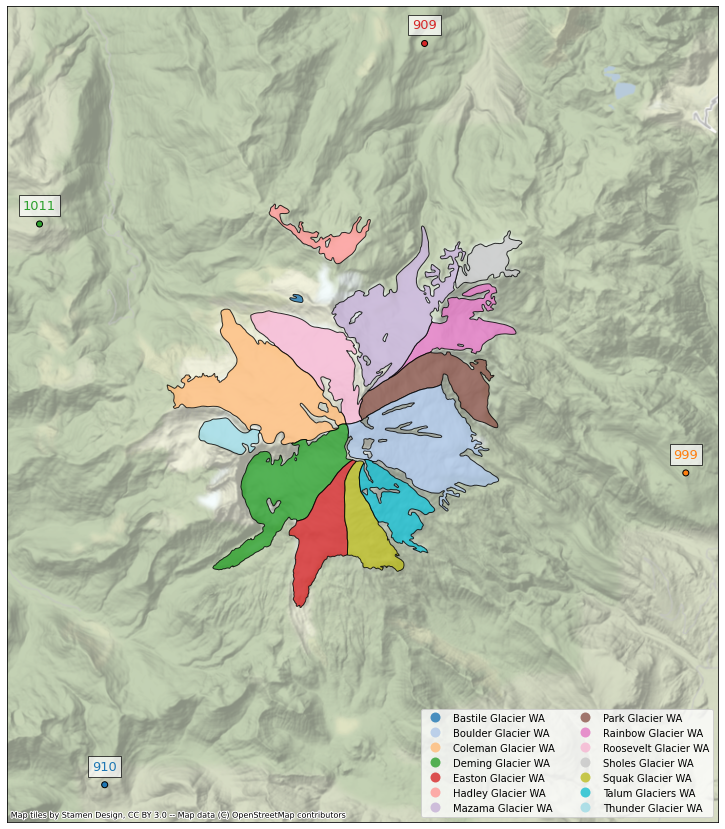 909
1011
999
910
Bastile Glacier WA
Boulder Glacier WA
Coleman Glacier WA
Deming Glacier WA
Easton Glacier WA
Hadley Glacier WA
Mazama Glacier WA
Park Glacier WA
Rainbow Glacier WA
Roosevelt Glacier WA
Sholes Glacier WA
Squak Glacier WA
Talum Glaciers WA
Thunder Glacier WA
Map tiles by Stamen Design, CC BY 3.0 -- Map data (C) OpenStreetMap contributors